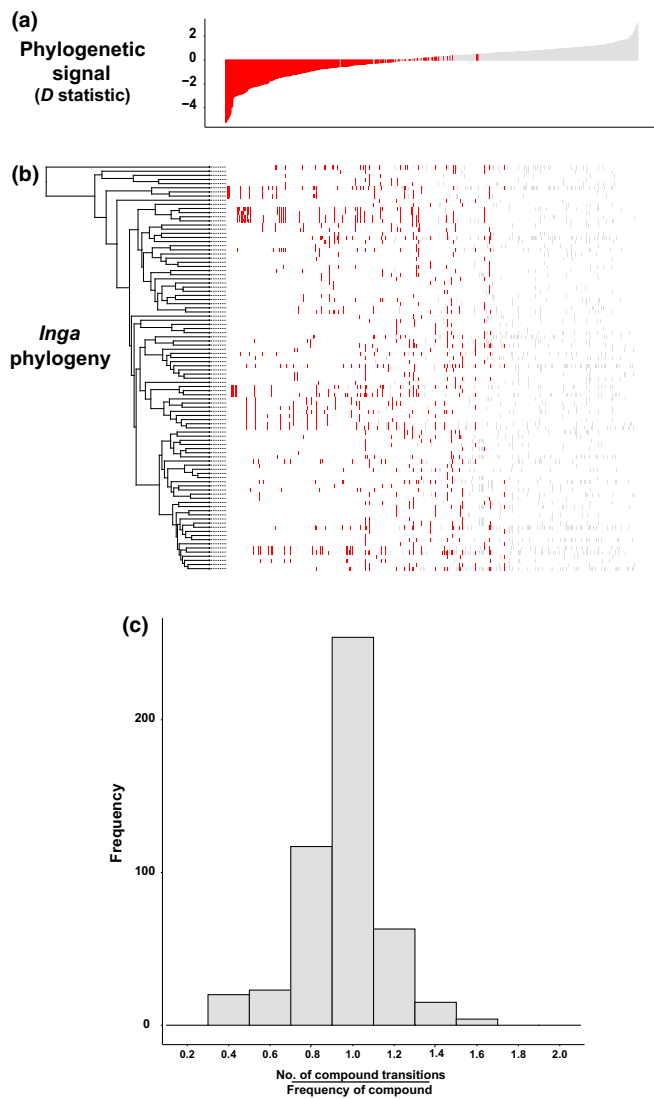 (a)
Phylogenetic
signal
(D statistic)
2
0
−2
−4
(b)
Inga
phylogeny
(c)
Frequency
200
100
0
0.2 0.4 0.6 0.8 1.0 1.2 1.4 1.6 1.8 2.0
No. of compound transitions
Frequency of compound